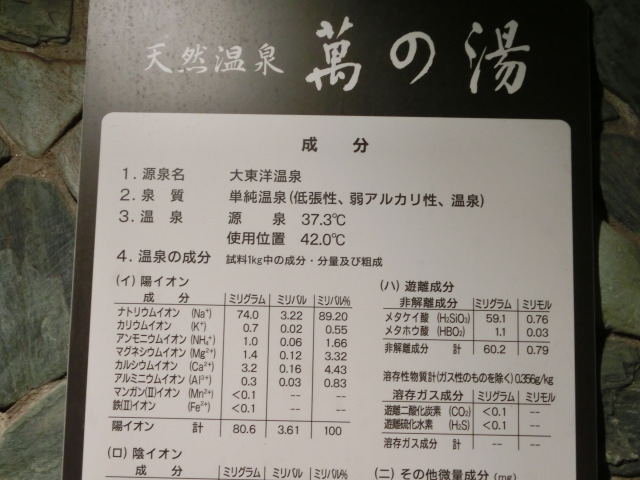 天然温泉 萬の湯
成 分
1. 源泉名 大東洋温泉
2. 泉 質 単純温泉(低張性、弱アルカリ性、温泉)
3. 温 泉 源 泉 37.3℃
使用位置 42.0℃
4. 温泉の成分 試料1kg中の成分・分量及び粗成
(イ) 陽イオン
成 分 ミリグラム ミリバル ミリバル%
ナトリウムイオン (Na⁺) 74.0 3.22 89.20
カリウムイオン (K⁺) 0.7 0.02 0.55
アンモニウムイオン (NH₄⁺) 1.0 0.06 1.66
マグネシウムイオン (Mg²⁺) 1.4 0.12 3.32
カルシウムイオン (Ca²⁺) 3.2 0.16 4.43
アルミニウムイオン (Al³⁺) 0.3 0.03 0.83
マンガン(II)イオン (Mn²⁺) <0.1 -- --
鉄(II)イオン (Fe²⁺) <0.1 -- --
陽イオン 計 80.6 3.61 100
(ロ) 陰イオン
成 分 ミリグラム ミリバル ミリバル%
(ハ) 遊離成分
非解離成分 ミリグラム ミリモル
メタケイ酸 (H₂SiO₃) 59.1 0.76
メタホウ酸 (HBO₂) 1.1 0.03
非解離成分 計 60.2 0.79
溶存性物質計(ガス性のものを除く) 0.356g/kg
溶存ガス成分 ミリグラム ミリモル
遊離二酸化炭素 (CO₂) <0.1 --
遊離硫化水素 (H₂S) <0.1 --
溶存ガス成分 計 -- --
(ニ) その他微量成分 (mg)